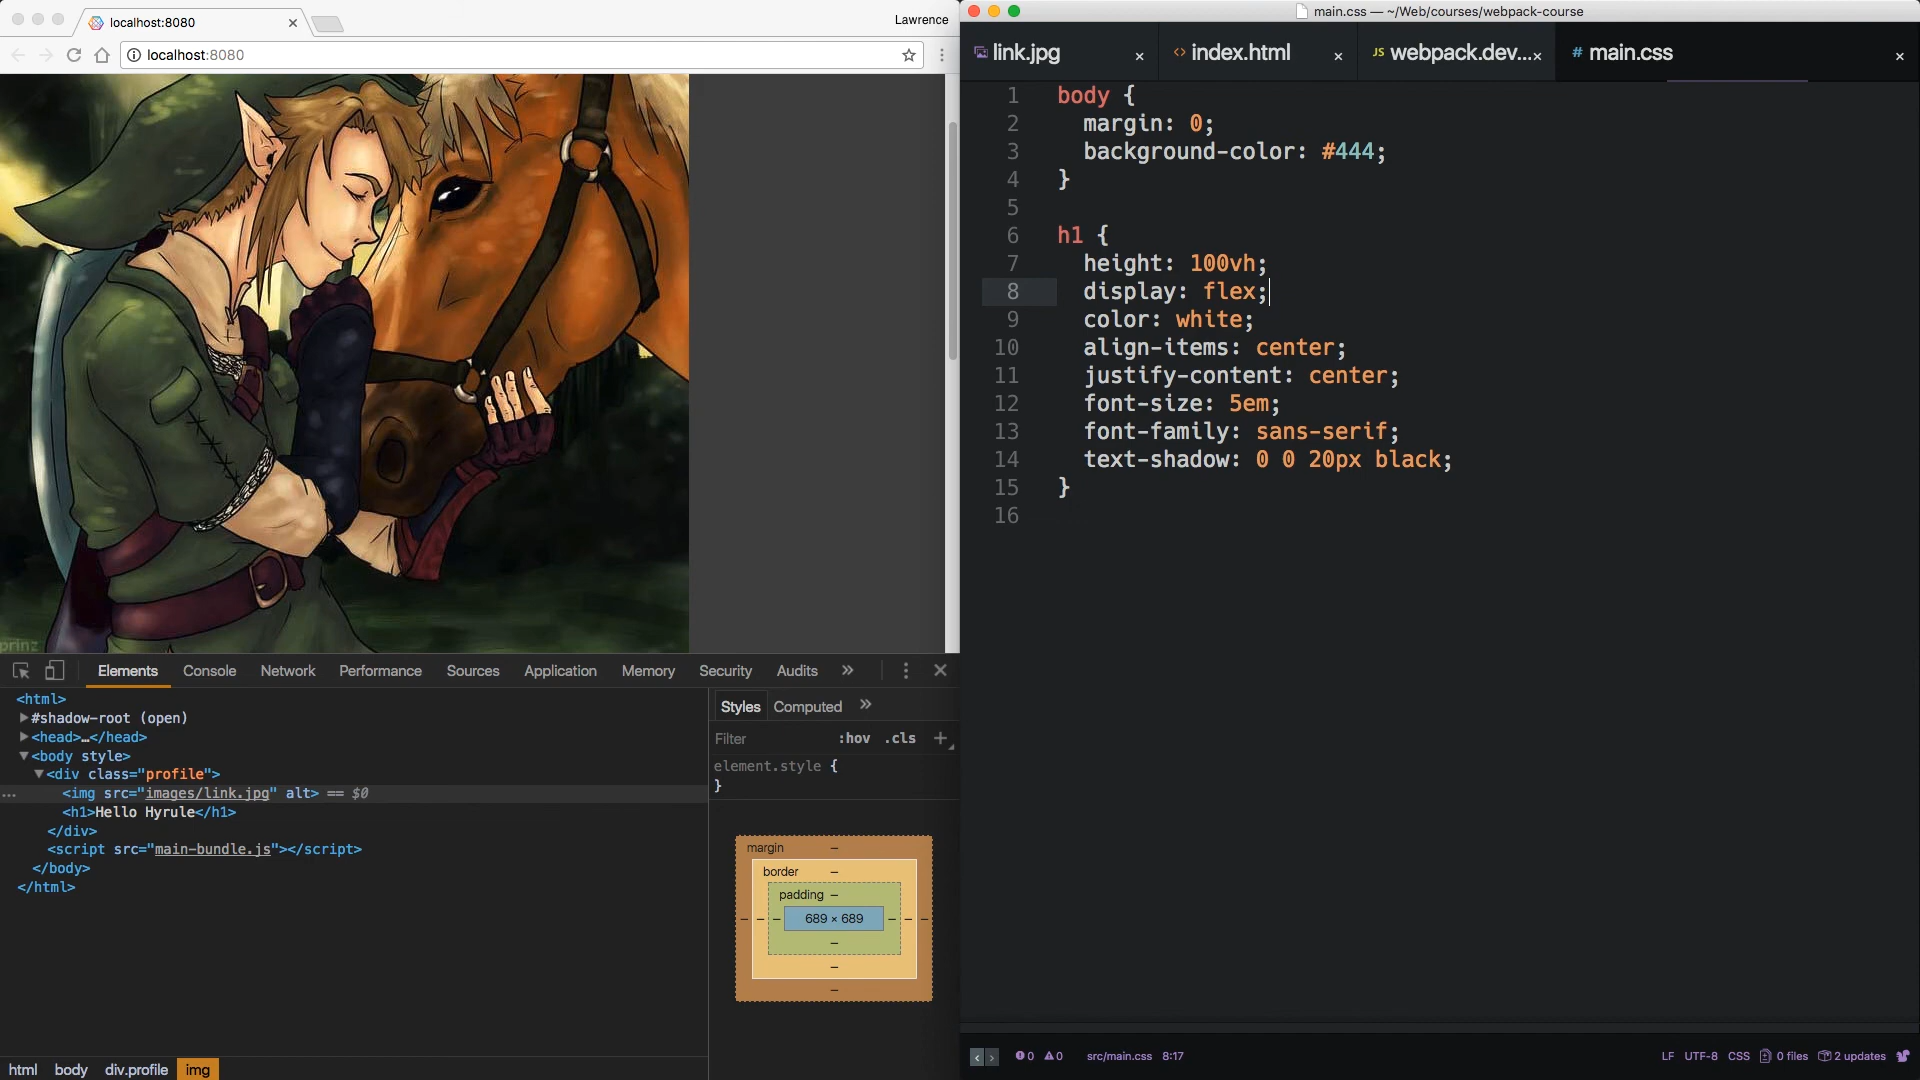 localhost:8080
Lawrence
localhost:8080
prinz
Elements
Console
Network
Performance
Sources
Application
Memory
Security
Audits
<html>
#shadow-root (open)
<head>…</head>
<body style>
<div class="profile">
<img src="images/link.jpg" alt> == $0
<h1>Hello Hyrule</h1>
</div>
<script src="main-bundle.js"></script>
</body>
</html>
html body div.profile img
Styles Computed
Filter :hov .cls +
element.style {
}
margin –
border –
padding –
– – – 689 × 689 – – –
–
–
–
main.css — ~/Web/courses/webpack-course
link.jpg
<> index.html
JS webpack.dev...
# main.css
1 body {
2 margin: 0;
3 background-color: #444;
4 }
5
6 h1 {
7 height: 100vh;
8 display: flex;
9 color: white;
10 align-items: center;
11 justify-content: center;
12 font-size: 5em;
13 font-family: sans-serif;
14 text-shadow: 0 0 20px black;
15 }
16
0 0 src/main.css 8:17
LF UTF-8 CSS 0 files 2 updates